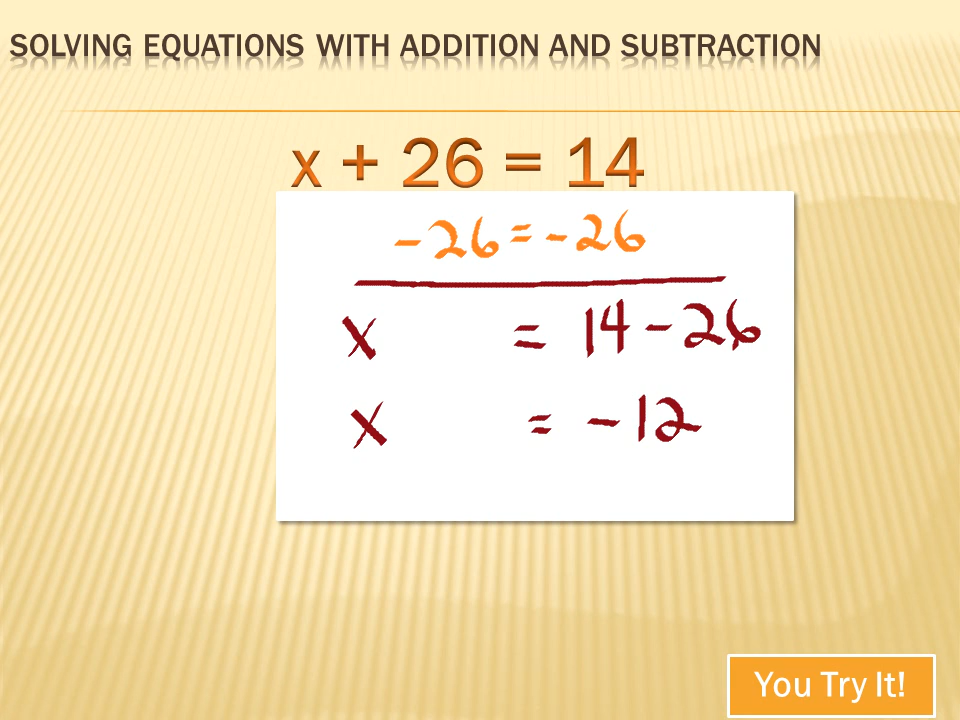 SOLVING EQUATIONS WITH ADDITION AND SUBTRACTION
x + 26 = 14
-26 = -26
x = 14 - 26
x = -12
You Try It!